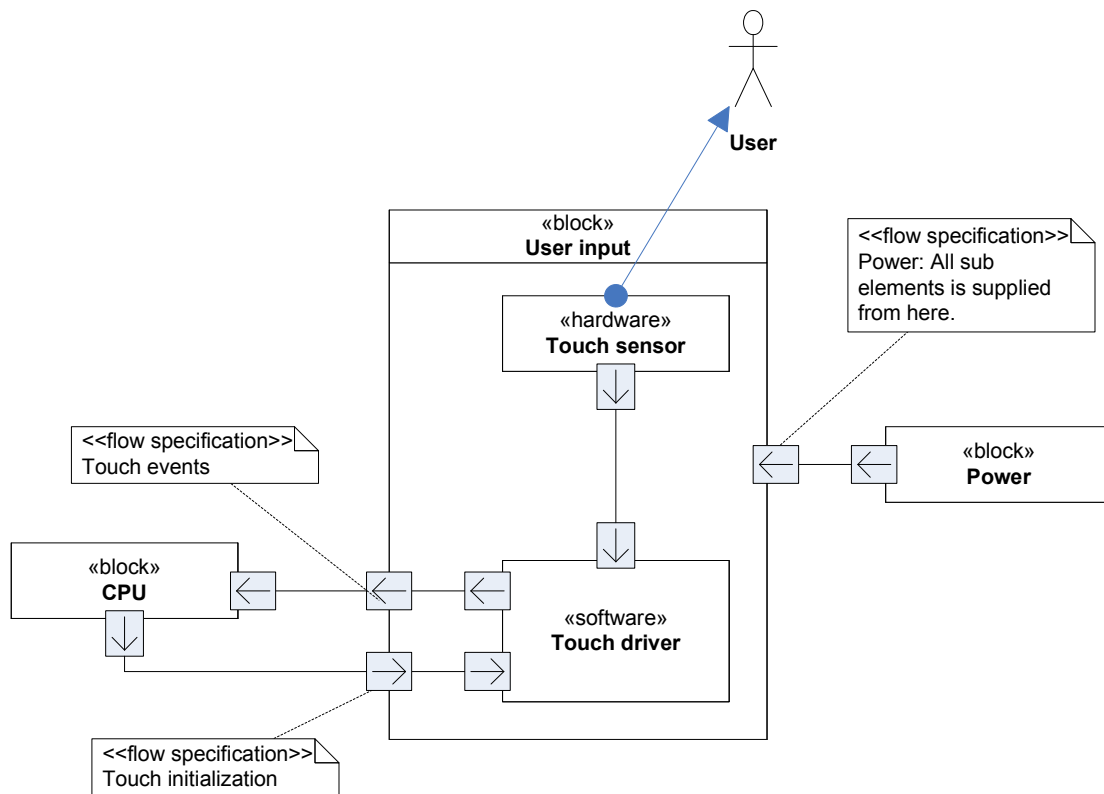 User
«block»
User input
<<flow specification>>
Power: All sub
elements is supplied
from here.
«hardware»
Touch sensor
<<flow specification>>
Touch events
«block»
Power
«block»
CPU
«software»
Touch driver
<<flow specification>>
Touch initialization